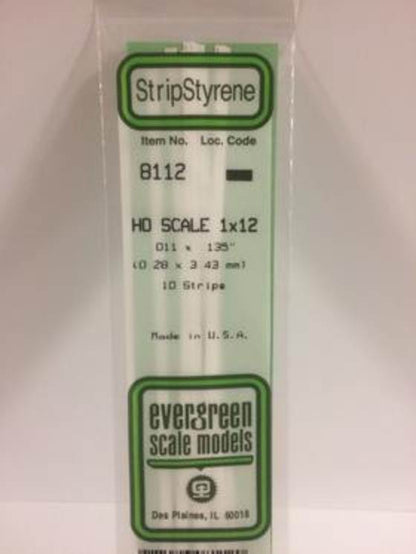 StripStyrene
Item No. Loc. Code
8112
HO SCALE 1x12
.011 x .135"
(0.28 x 3.43 mm)
10 Strips
Made in U.S.A.
evergreen
scale models
Des Plaines, IL 60018